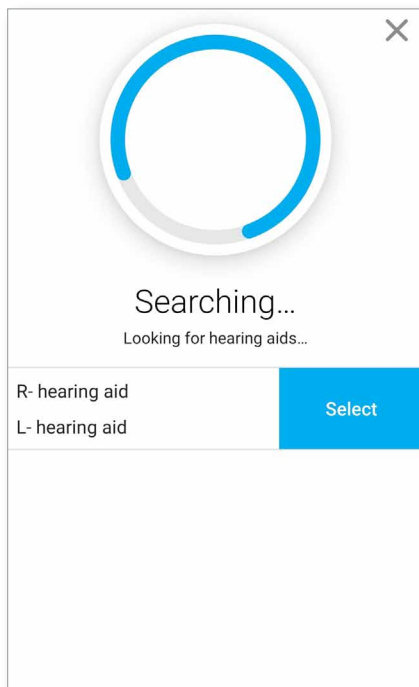 Searching...
Looking for hearing aids...
R- hearing aid
L- hearing aid
Select